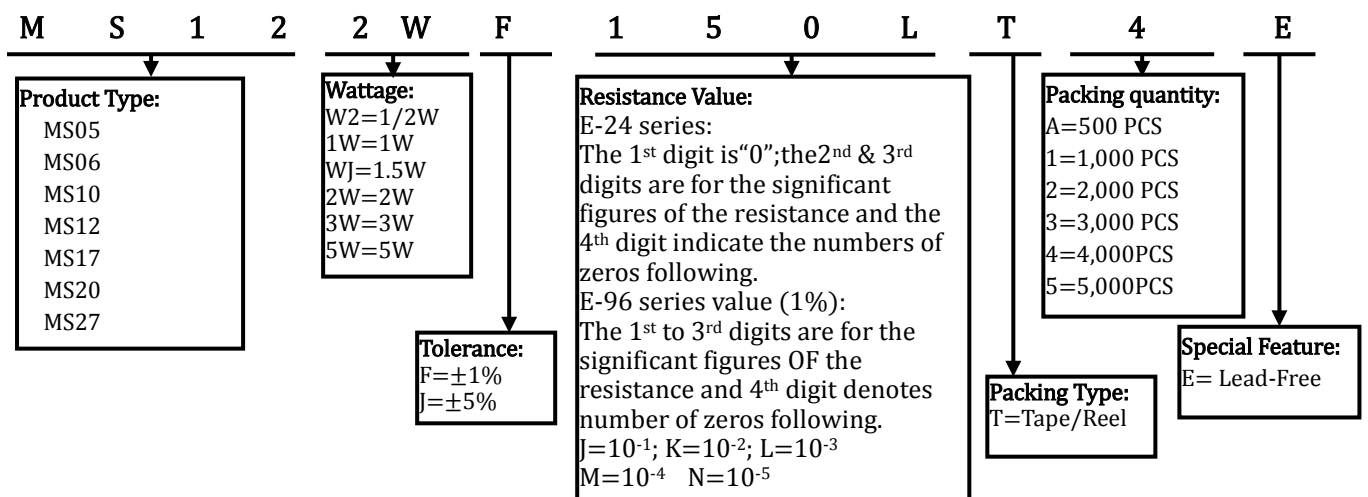 M S 1 2 2 W F 1 5 0 L T 4 E
Product Type:
MS05
MS06
MS10
MS12
MS17
MS20
MS27
Wattage:
W2=1/2W
1W=1W
WJ=1.5W
2W=2W
3W=3W
5W=5W
Tolerance:
F=±1%
J=±5%
Resistance Value:
E-24 series:
The 1st digit is“0”;the2nd & 3rd
digits are for the significant
figures of the resistance and the
4th digit indicate the numbers of
zeros following.
E-96 series value (1%):
The 1st to 3rd digits are for the
significant figures OF the
resistance and 4th digit denotes
number of zeros following.
J=10-1; K=10-2; L=10-3
M=10-4 N=10-5
Packing Type:
T=Tape/Reel
Packing quantity:
A=500 PCS
1=1,000 PCS
2=2,000 PCS
3=3,000 PCS
4=4,000PCS
5=5,000PCS
Special Feature:
E= Lead-Free